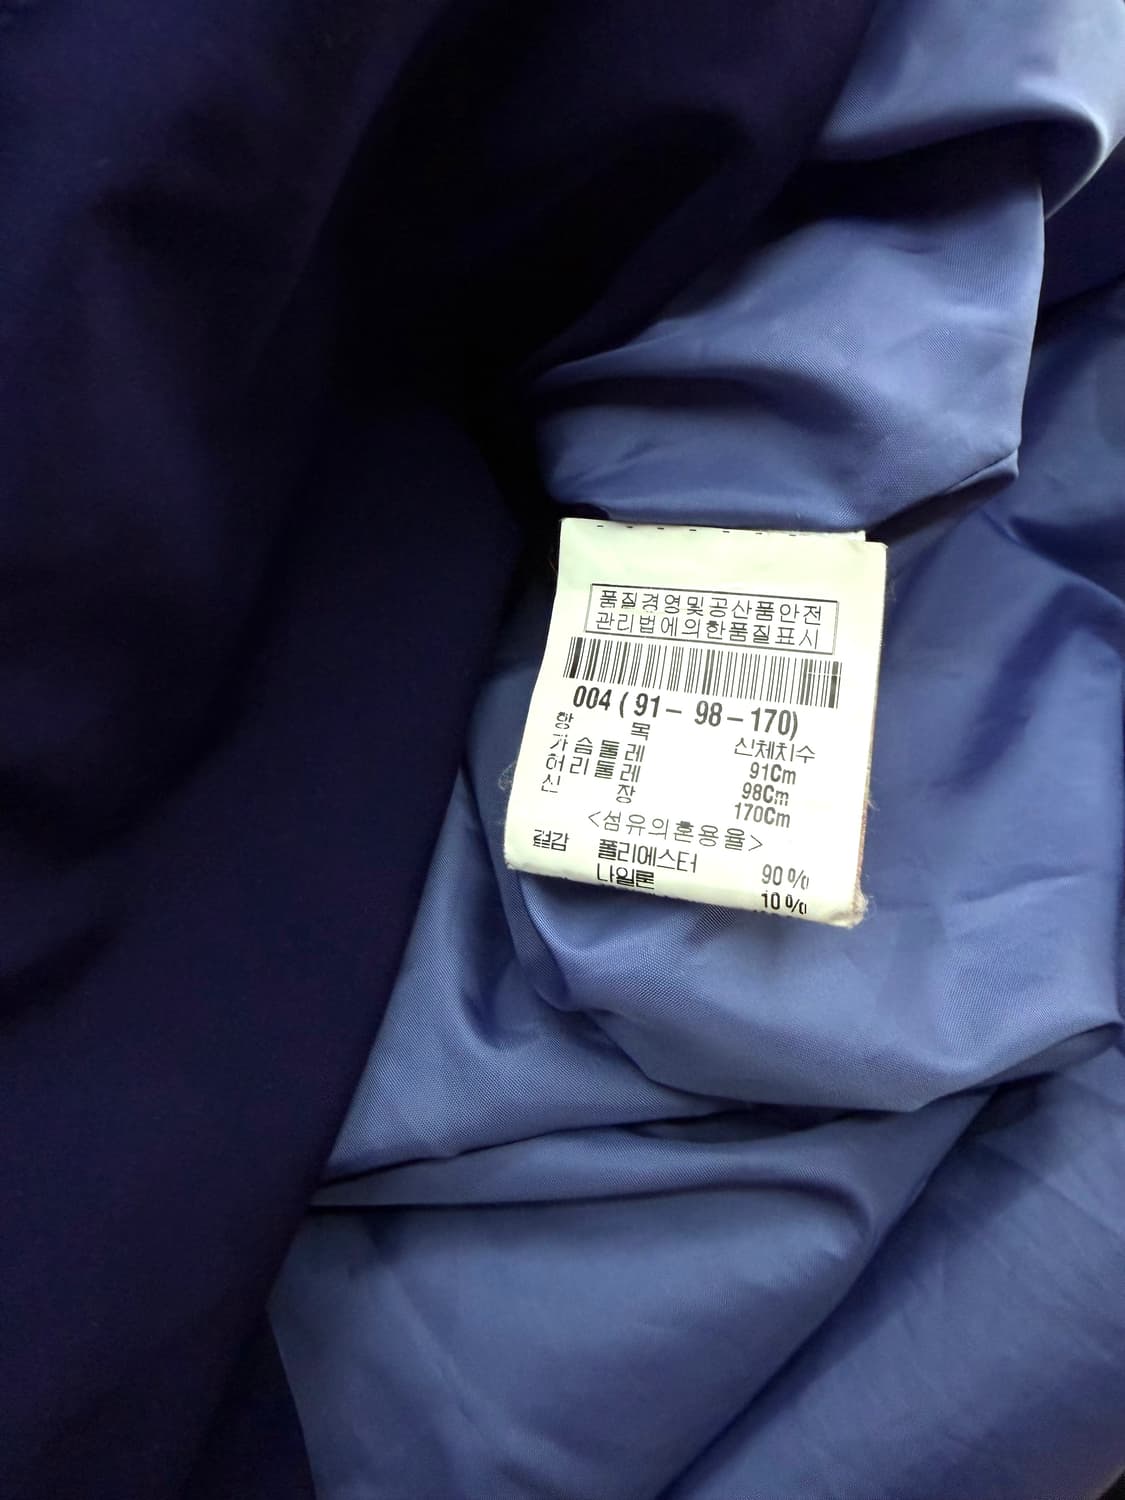 품질경영및공산품안전
관리법에의한품질표시
004 ( 91 - 98 - 170)
항 목 신체치수
가슴둘레 91Cm
허리둘레 98Cm
신 장 170Cm
<섬유의혼용율>
겉감 폴리에스터 90 %
나일론 10 %